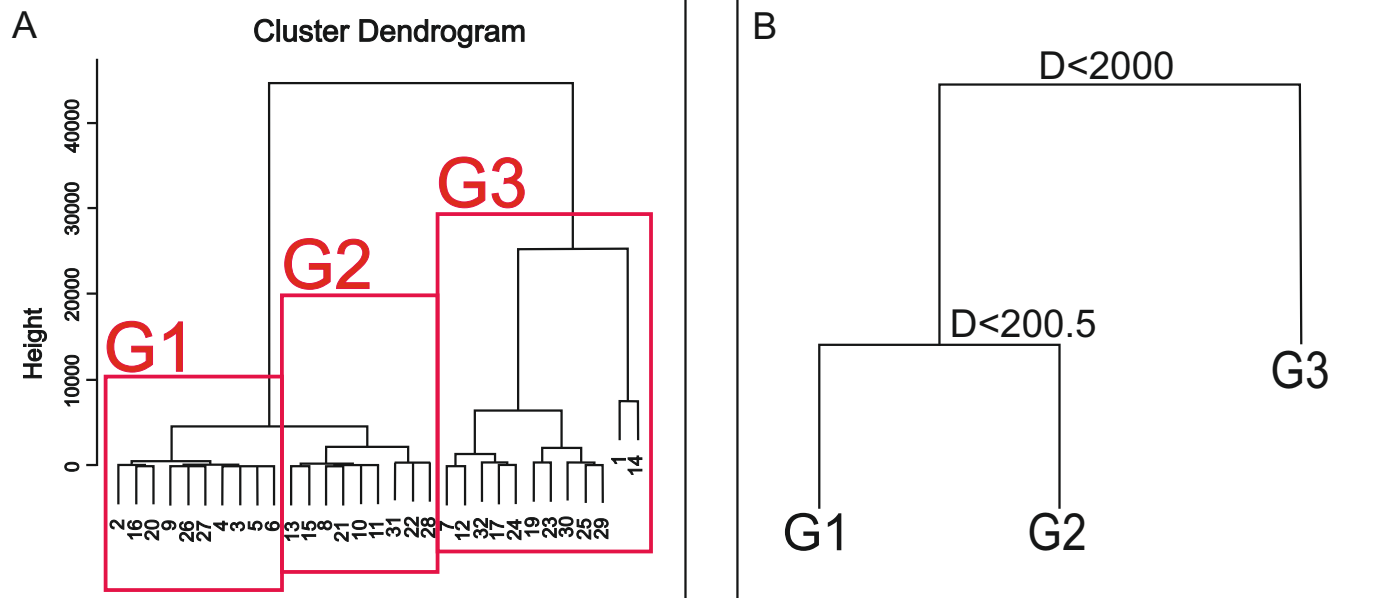 A
Cluster Dendrogram
Height
0
10000
20000
30000
40000
G1
G2
G3
2 16 20 9 26 27 4 3 5 6 13 15 8 21 10 11 31 22 28 7 12 32 17 24 19 23 30 25 29 1 14
B
D<2000
D<200.5
G3
G1
G2